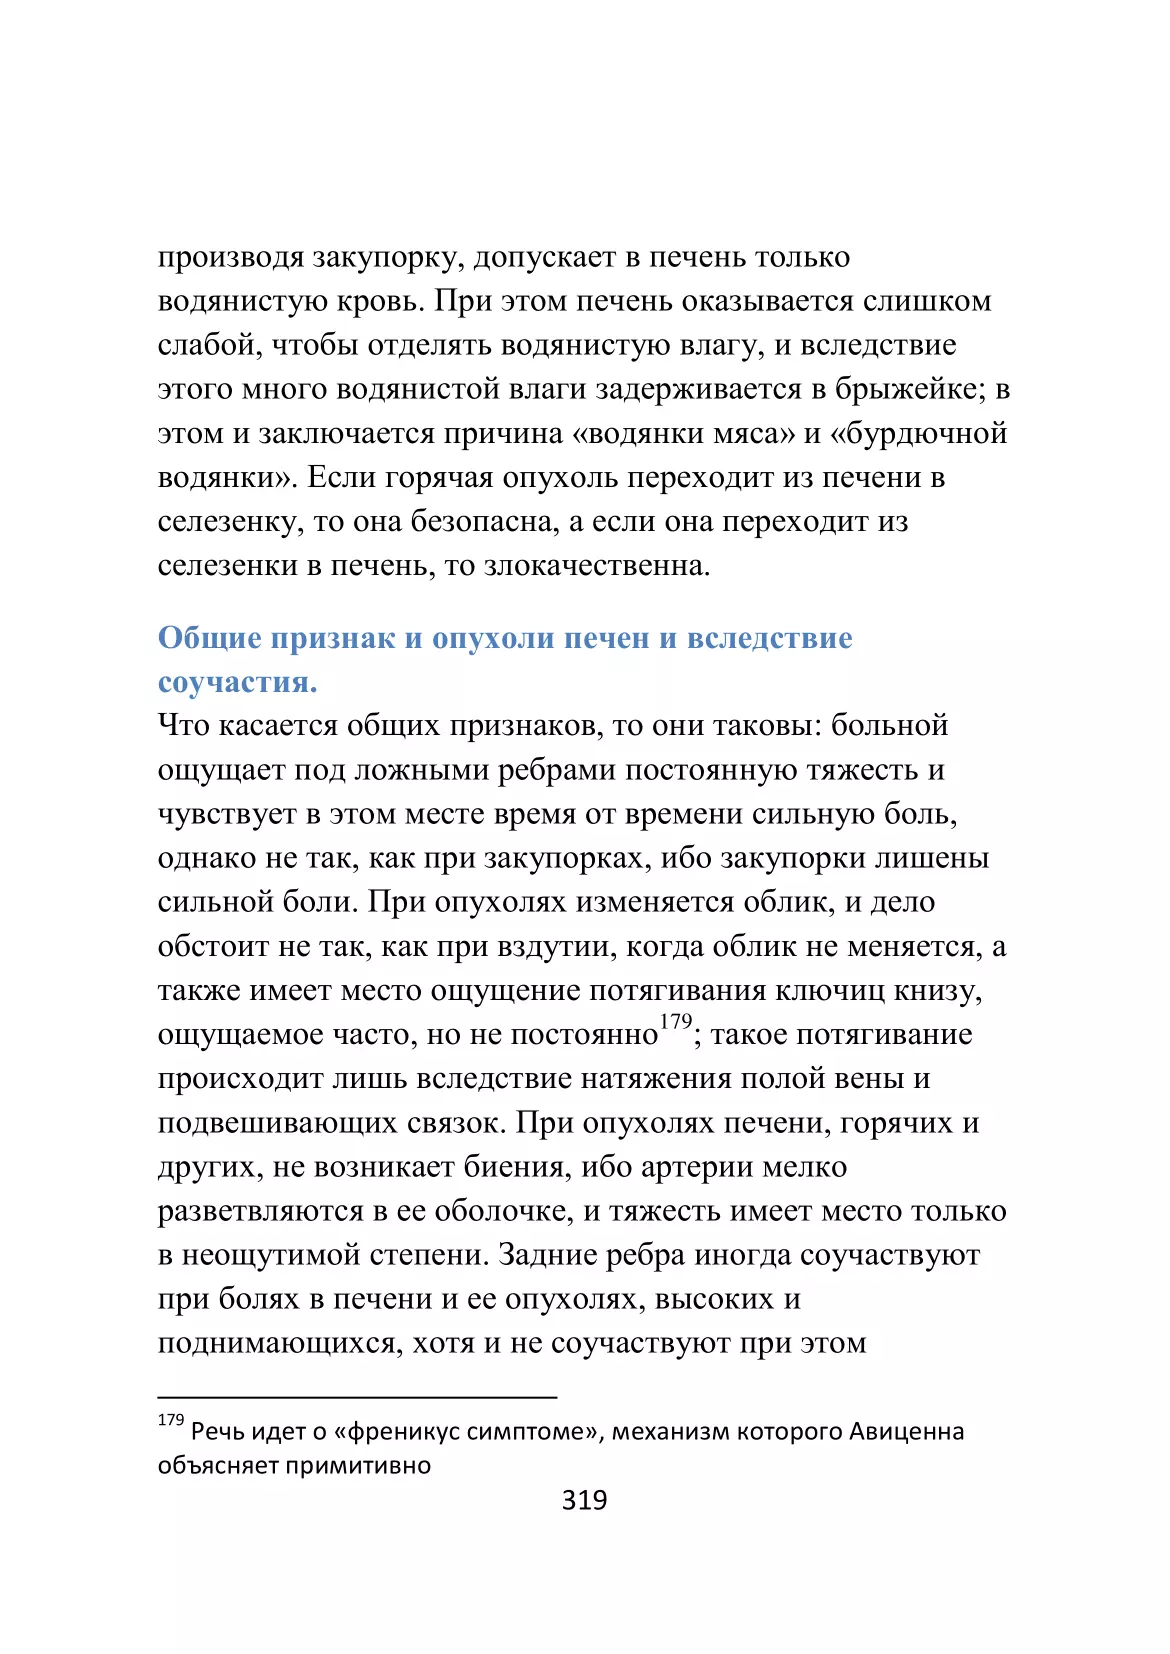 производя закупорку, допускает в печень только
водянистую кровь. При этом печень оказывается слишком
слабой, чтобы отделять водянистую влагу, и вследствие
этого много водянистой влаги задерживается в брыжейке; в
этом и заключается причина «водянки мяса» и «бурдючной
водянки». Если горячая опухоль переходит из печени в
селезенку, то она безопасна, а если она переходит из
селезенки в печень, то злокачественна.
Общие признак и опухоли печен и вследствие
соучастия.
Что касается общих признаков, то они таковы: больной
ощущает под ложными ребрами постоянную тяжесть и
чувствует в этом месте время от времени сильную боль,
однако не так, как при закупорках, ибо закупорки лишены
сильной боли. При опухолях изменяется облик, и дело
обстоит не так, как при вздутии, когда облик не меняется, а
также имеет место ощущение потягивания ключиц книзу,
ощущаемое часто, но не постоянно179; такое потягивание
происходит лишь вследствие натяжения полой вены и
подвешивающих связок. При опухолях печени, горячих и
других, не возникает биения, ибо артерии мелко
разветвляются в ее оболочке, и тяжесть имеет место только
в неощутимой степени. Задние ребра иногда соучаствуют
при болях в печени и ее опухолях, высоких и
поднимающихся, хотя и не соучаствуют при этом
179 Речь идет о «френикус симптоме», механизм которого Авиценна
объясняет примитивно
319